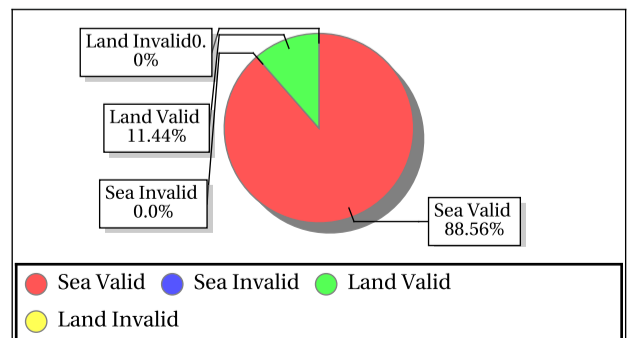 Land Invalid0.
0%
Land Valid
11.44%
Sea Invalid
0.0%
Sea Valid
88.56%
Sea Valid
Sea Invalid
Land Valid
Land Invalid